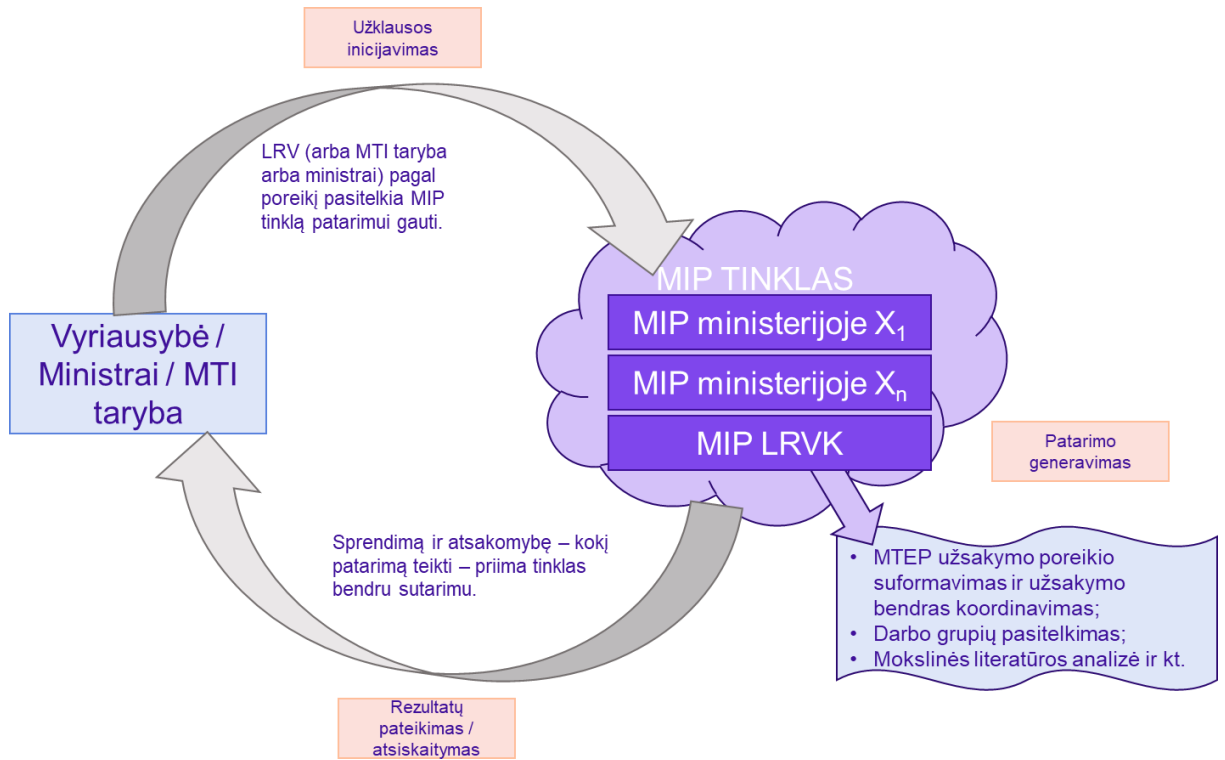 Užklausos
inicijavimas
LRV (arba MTI taryba
arba ministrai) pagal
poreikį pasitelkia MIP
tinklą patarimui gauti.
MIP TINKLAS
MIP ministerijoje X₁
MIP ministerijoje Xₙ
MIP LRVK
Vyriausybė /
Ministrai / MTI
taryba
Patarimo
generavimas
Sprendimą ir atsakomybę – kokį
patarimą teikti – priima tinklas
bendru sutarimu.
• MTEP užsakymo poreikio
suformavimas ir užsakymo
bendras koordinavimas;
• Darbo grupių pasitelkimas;
• Mokslinės literatūros analizė ir kt.
Rezultatų
pateikimas /
atsiskaitymas